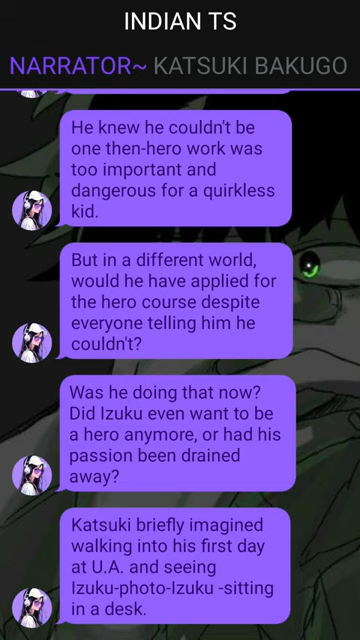 INDIAN TS
NARRATOR~ KATSUKI BAKUGO
He knew he couldn't be
one then-hero work was
too important and
dangerous for a quirkless
kid.
But in a different world,
would he have applied for
the hero course despite
everyone telling him he
couldn't?
Was he doing that now?
Did Izuku even want to be
a hero anymore, or had his
passion been drained
away?
Katsuki briefly imagined
walking into his first day
at U.A. and seeing
Izuku-photo-Izuku -sitting
in a desk.